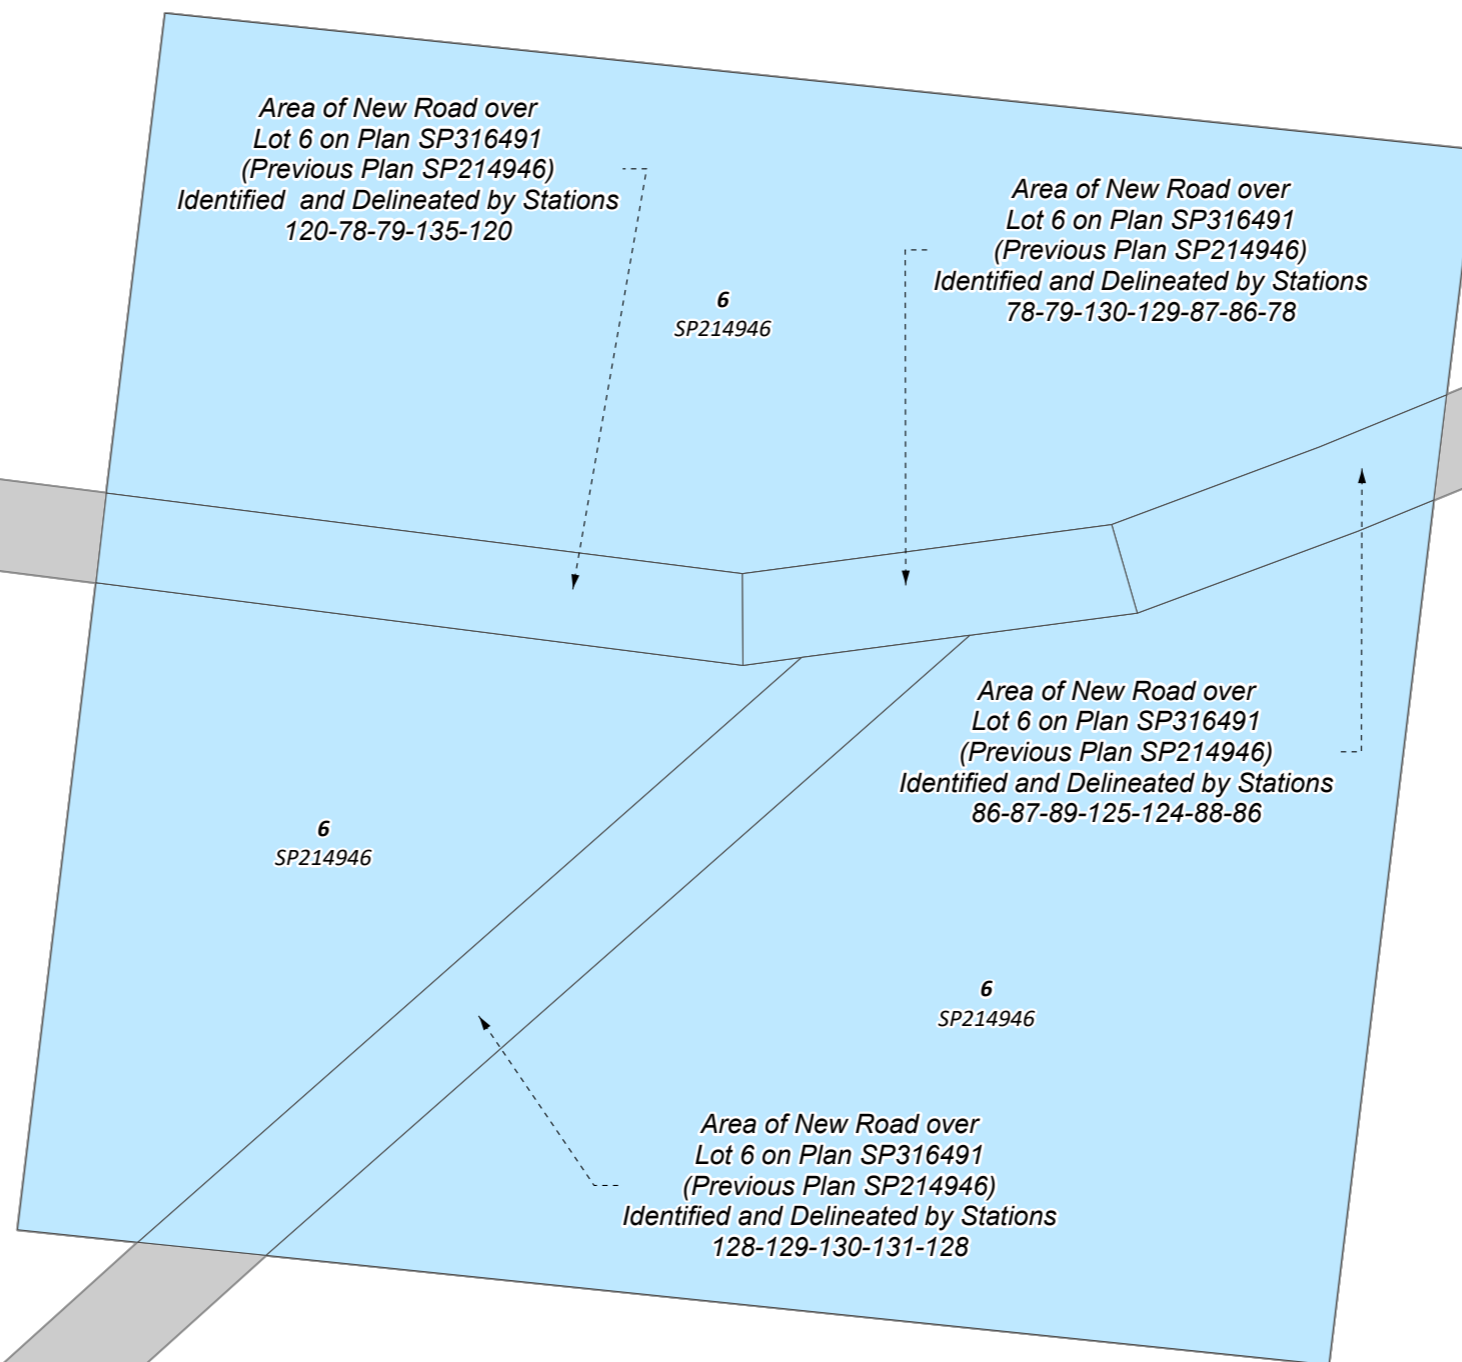 Area of New Road over
Lot 6 on Plan SP316491
(Previous Plan SP214946)
Identified  and Delineated by Stations
120-78-79-135-120
Area of New Road over
Lot 6 on Plan SP316491
(Previous Plan SP214946)
Identified and Delineated by Stations
78-79-130-129-87-86-78
6
SP214946
Area of New Road over
Lot 6 on Plan SP316491
(Previous Plan SP214946)
Identified and Delineated by Stations
86-87-89-125-124-88-86
6
SP214946
6
SP214946
Area of New Road over
Lot 6 on Plan SP316491
(Previous Plan SP214946)
Identified and Delineated by Stations
128-129-130-131-128